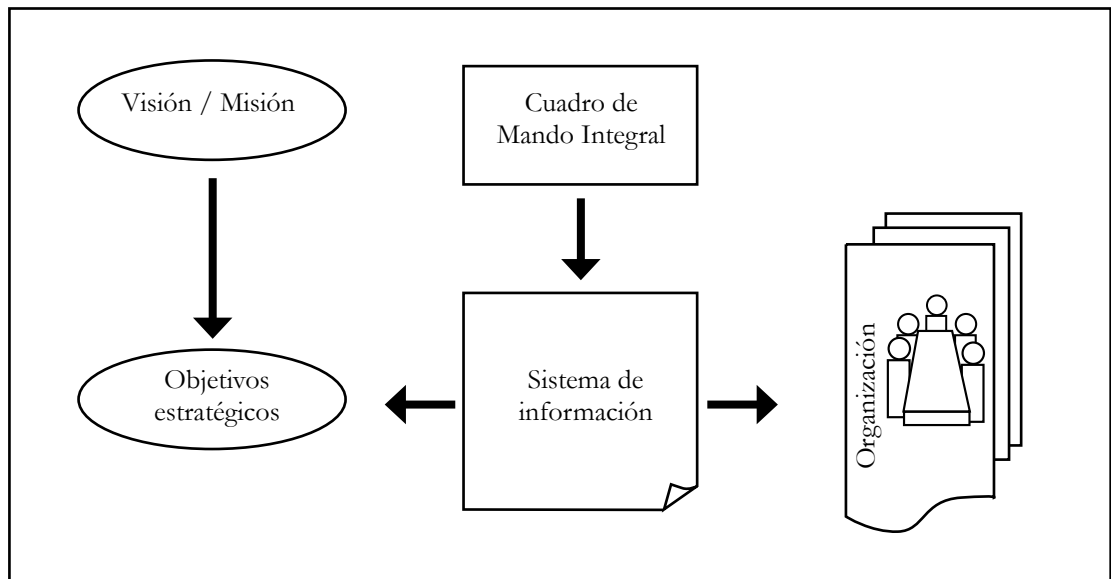 Visión / Misión
Cuadro de
Mando Integral
Objetivos
estratégicos
Sistema de
información
Organización